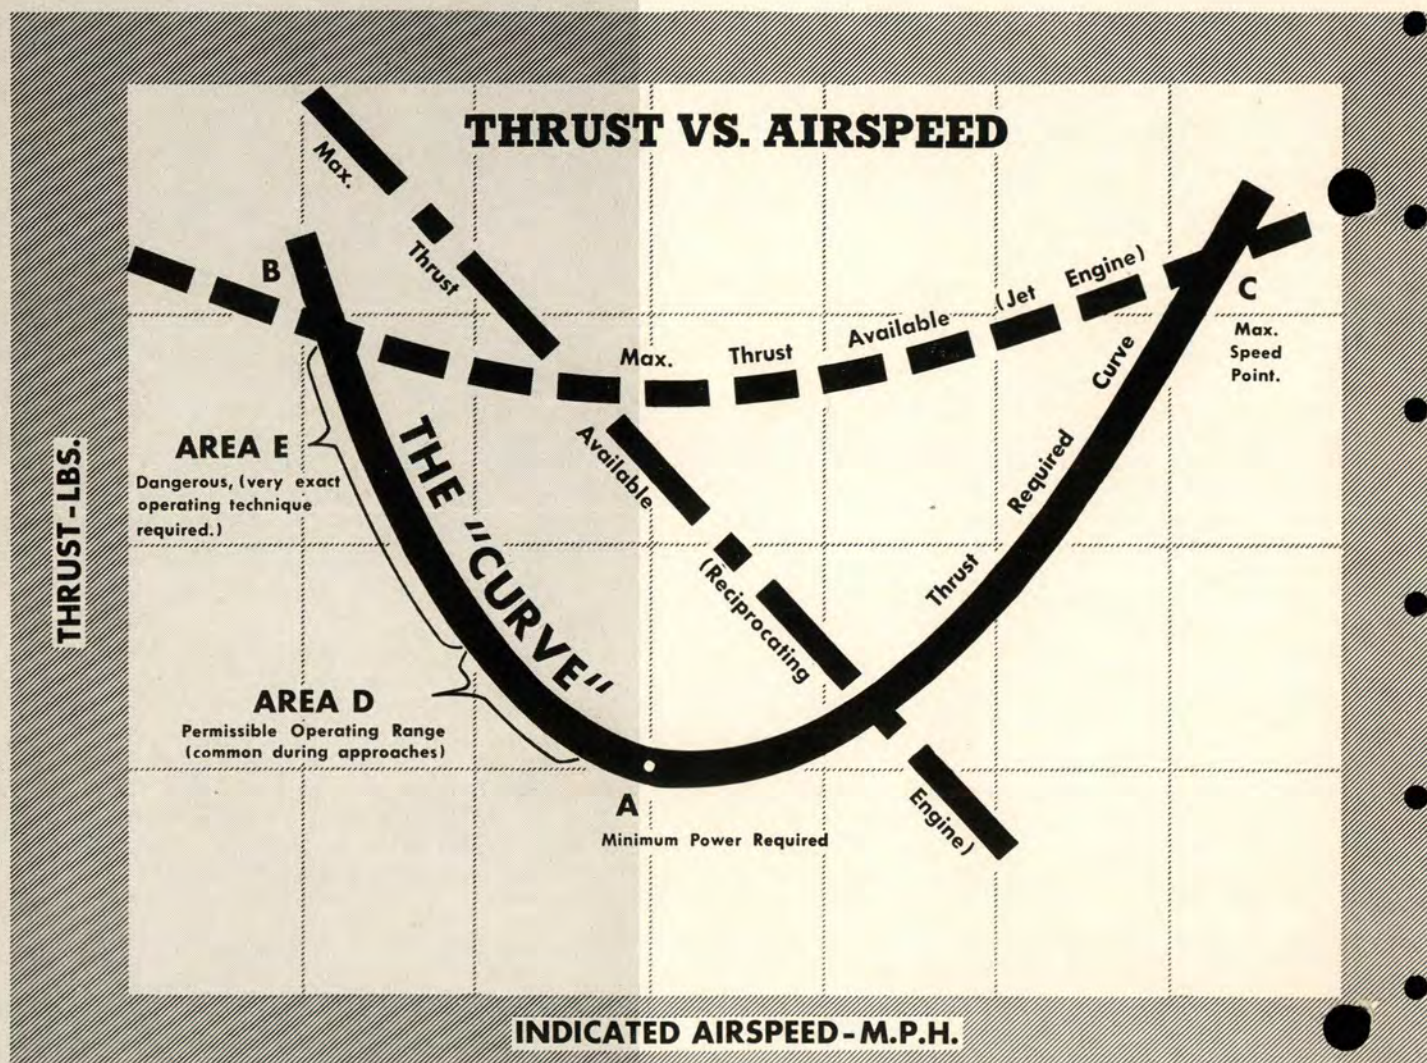 THRUST VS. AIRSPEED
Max. Thrust Available (Reciprocating Engine)
B
Max. Thrust Available (Jet Engine)
C
Max.
Speed
Point.
Thrust Required Curve
THE "CURVE"
AREA E
Dangerous, (very exact
operating technique
required.)
AREA D
Permissible Operating Range
(common during approaches)
A
Minimum Power Required
THRUST-LBS.
INDICATED AIRSPEED-M.P.H.